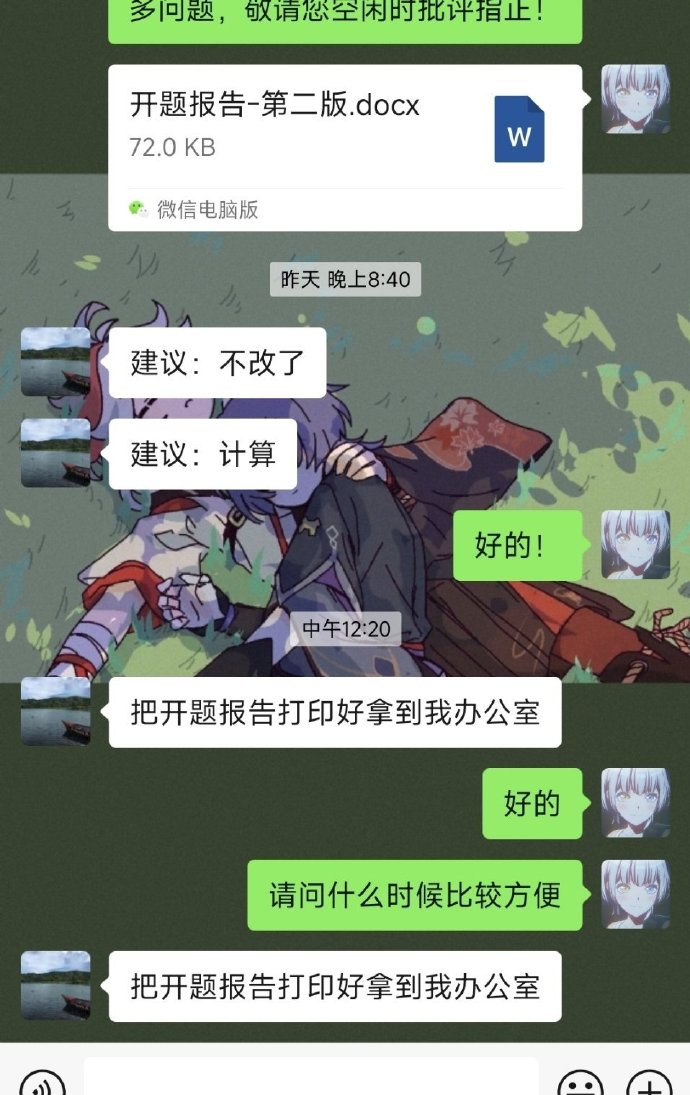 多问题，敬请您空闲时批评指正！
开题报告-第二版.docx
72.0 KB
W
微信电脑版
昨天 晚上8:40
建议：不改了
建议：计算
好的！
中午12:20
把开题报告打印好拿到我办公室
好的
请问什么时候比较方便
把开题报告打印好拿到我办公室